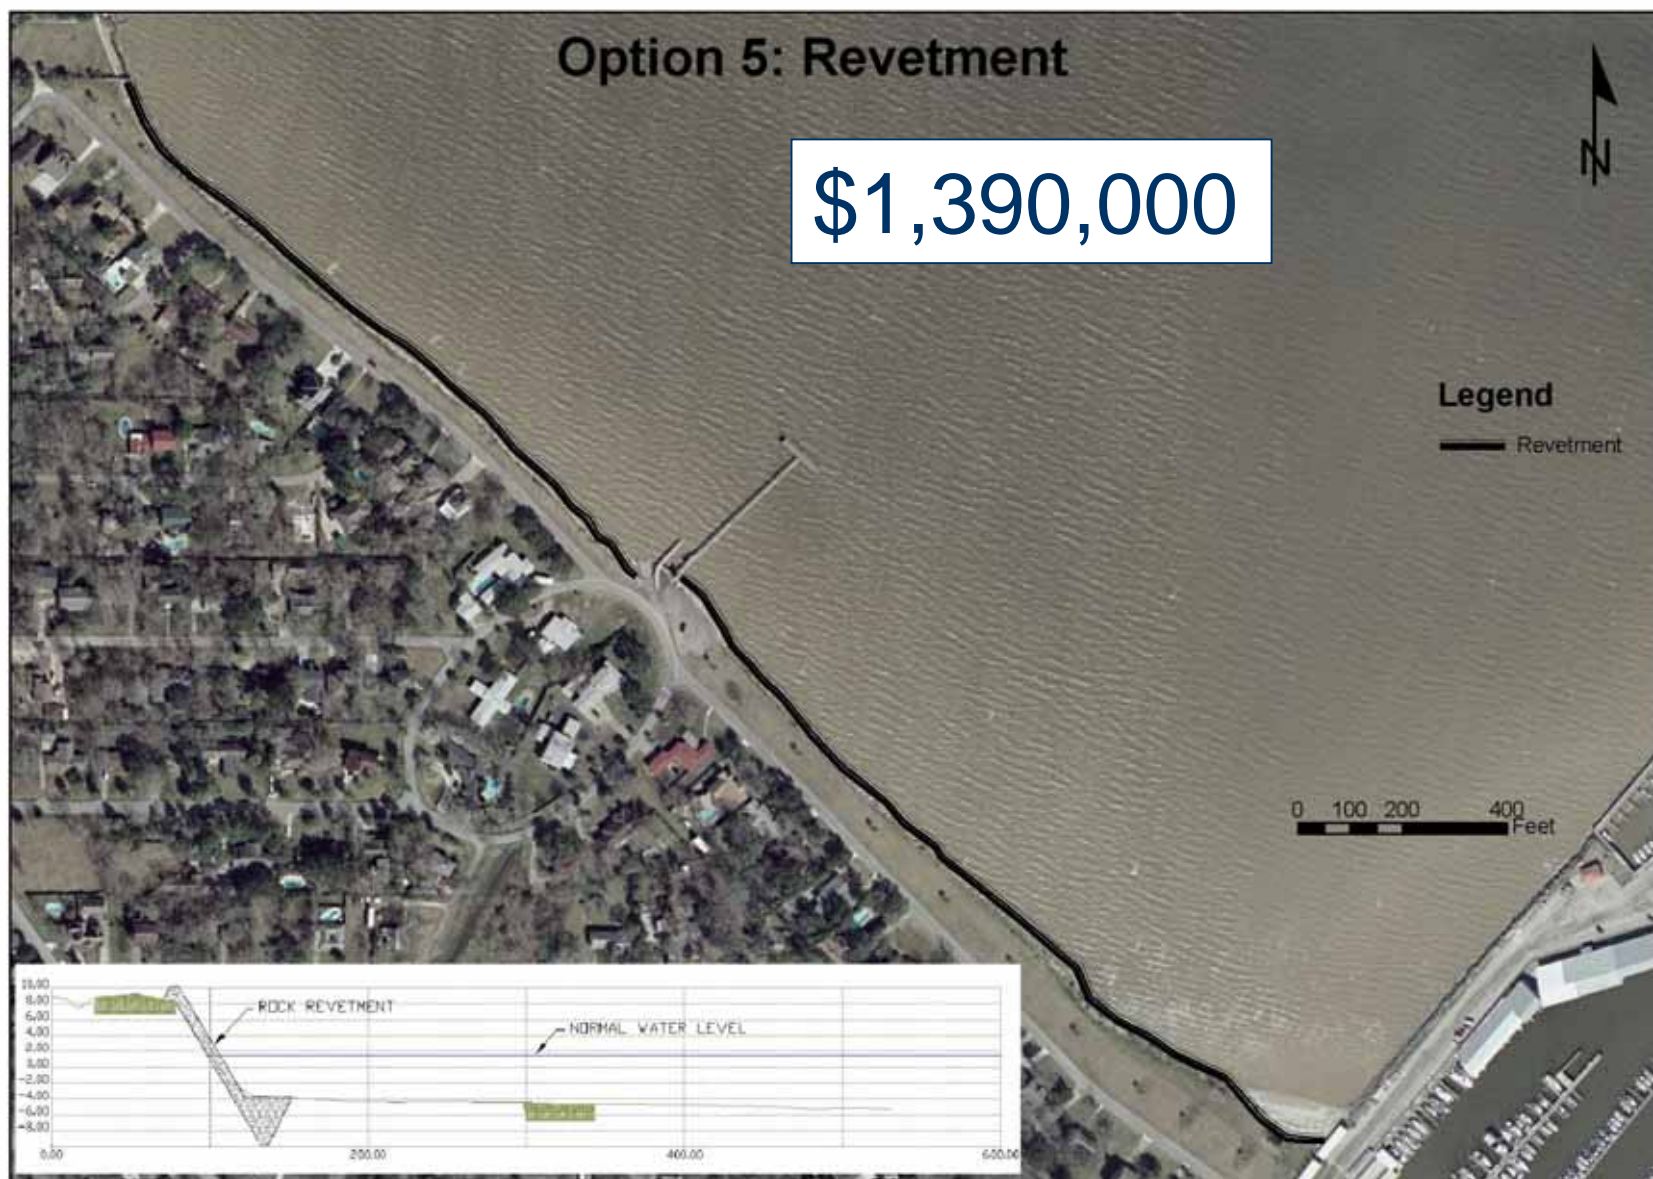 Option 5: Revetment
N
$1,390,000
Legend
Revetment
0 100 200 400
Feet
10.00
8.00
6.00
4.00
2.00
0.00
-2.00
-4.00
-6.00
-8.00
ROCK REVETMENT
NORMAL WATER LEVEL
0.00 200.00 400.00 600.00